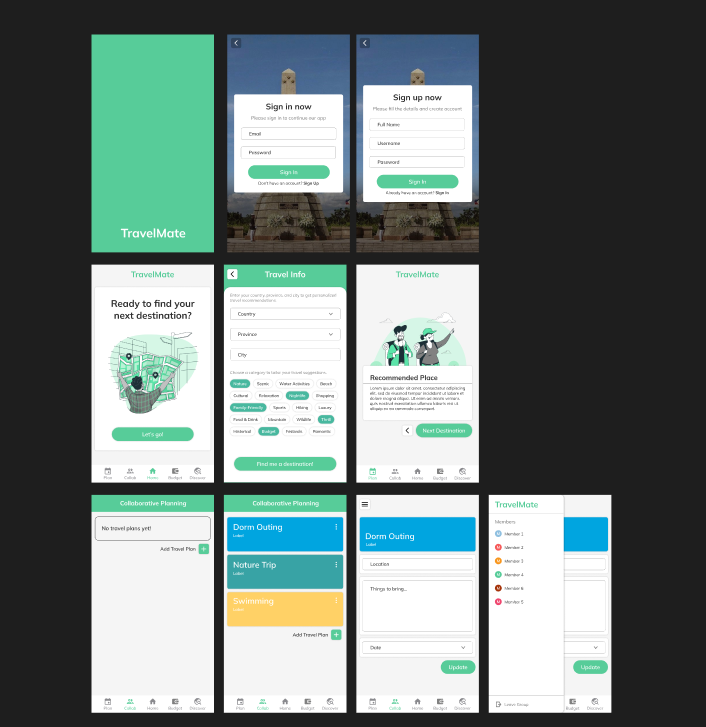 TravelMate
Sign in now
Please sign in to continue our app
Email
Password
Sign In
Don't have an account? Sign Up
Sign up now
Please fill the details and create account
Full Name
Username
Password
Sign In
Already have an account? Sign In
TravelMate
Ready to find your
next destination?
Let's go!
Plan
Collab
Home
Budget
Discover
Travel Info
Enter your country, province, and city to get personalized
travel recommendations
Country
Province
City
Choose a category to tailor your travel suggestions.
Nature
Scenic
Water Activities
Beach
Cultural
Relaxation
Nightlife
Shopping
Family-Friendly
Sports
Hiking
Luxury
Food & Drink
Mountain
Wildlife
Thrill
Historical
Budget
Festivals
Romantic
Find me a destination!
TravelMate
Recommended Place
Lorem ipsum dolor sit amet, consectetur adipiscing
elit, sed do eiusmod tempor incididunt ut labore et
dolore magna aliqua. Ut enim ad minim veniam,
quis nostrud exercitation ullamco laboris nisi ut
aliquip ex ea commodo consequat
Next Destination
Plan
Collab
Home
Budget
Discover
Collaborative Planning
No travel plans yet!
Add Travel Plan
Plan
Collab
Home
Budget
Discover
Collaborative Planning
Dorm Outing
Label
Nature Trip
Label
Swimming
Label
Add Travel Plan
Plan
Collab
Home
Budget
Discover
Dorm Outing
Label
Location
Things to bring...
Date
Update
Plan
Collab
Home
Budget
Discover
TravelMate
Members
M Member 1
M Member 2
M Member 3
M Member 4
M Member 6
M Member 5
Leave Group
Update
Budget
Discover